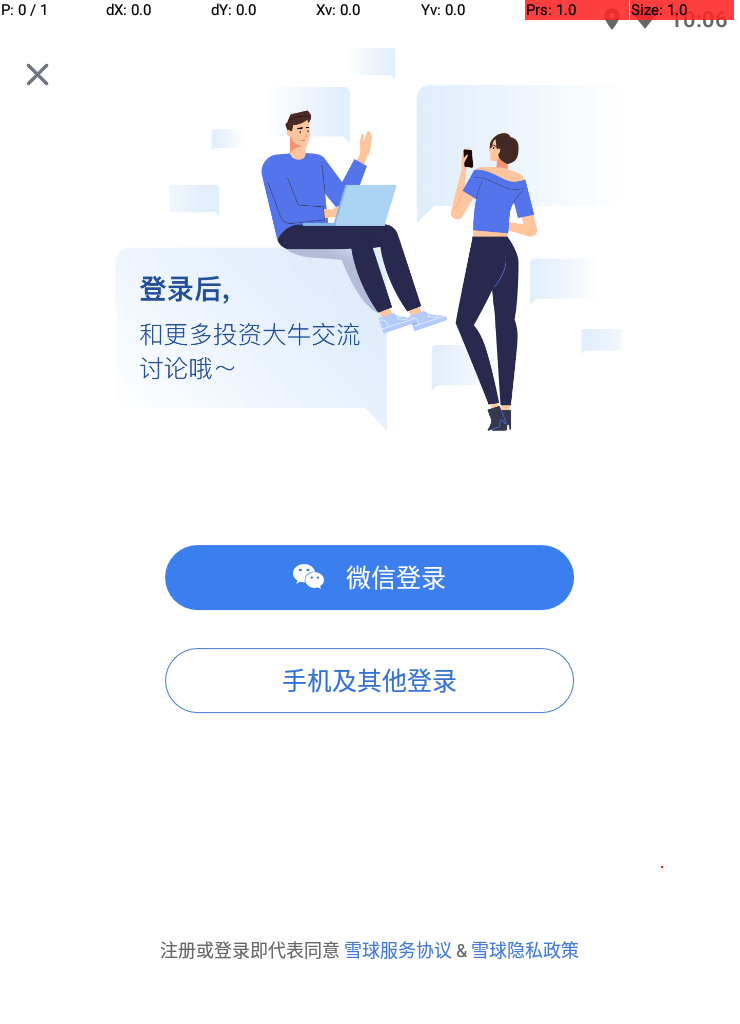 P: 0 / 1 dX: 0.0 dY: 0.0 Xv: 0.0 Yv: 0.0 Prs: 1.0 Size: 1.0
10:06
登录后,
和更多投资大牛交流
讨论哦～
微信登录
手机及其他登录
注册或登录即代表同意 雪球服务协议 & 雪球隐私政策